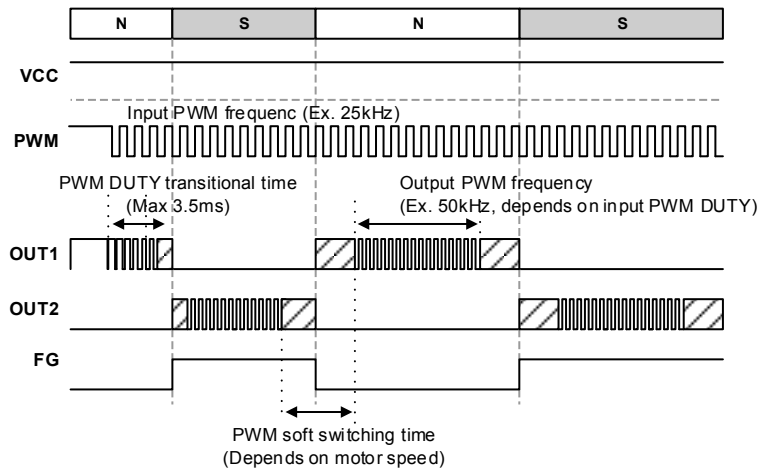 N S N S
VCC
Input PWM frequenc (Ex. 25kHz)
PWM
PWM DUTY transitional time
(Max 3.5ms)
Output PWM frequency
(Ex. 50kHz, depends on input PWM DUTY)
OUT1
OUT2
FG
PWM soft switching time
(Depends on motor speed)